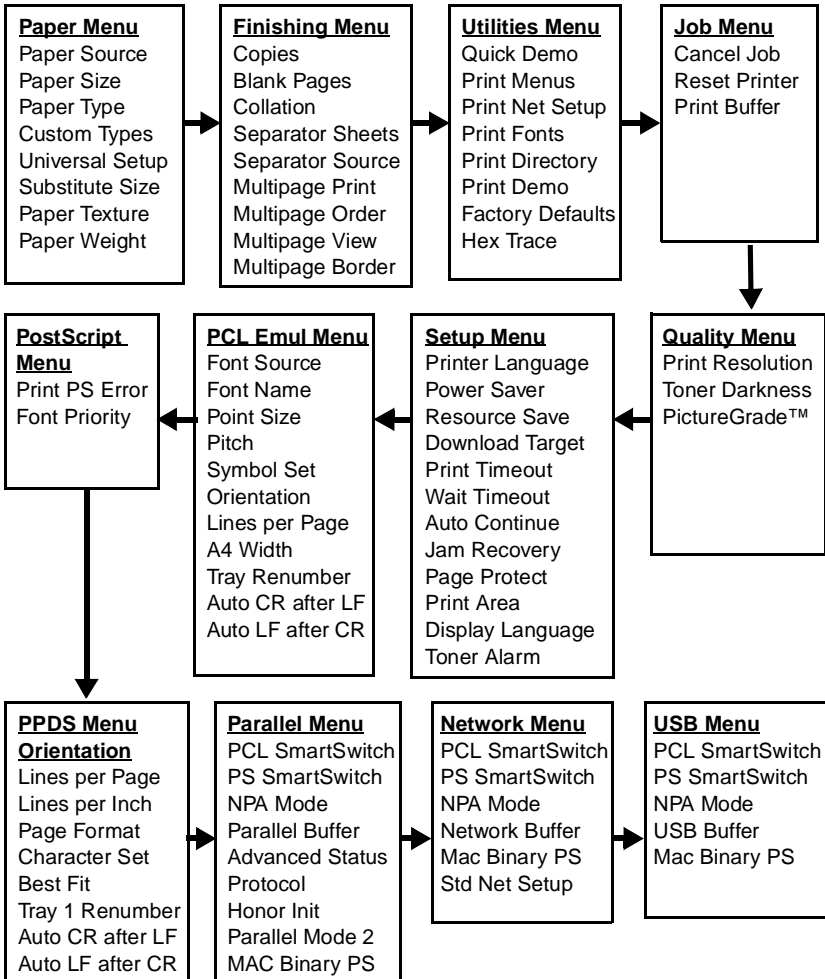 Paper Menu
Paper Source
Paper Size
Paper Type
Custom Types
Universal Setup
Substitute Size
Paper Texture
Paper Weight
Finishing Menu
Copies
Blank Pages
Collation
Separator Sheets
Separator Source
Multipage Print
Multipage Order
Multipage View
Multipage Border
Utilities Menu
Quick Demo
Print Menus
Print Net Setup
Print Fonts
Print Directory
Print Demo
Factory Defaults
Hex Trace
Job Menu
Cancel Job
Reset Printer
Print Buffer
Quality Menu
Print Resolution
Toner Darkness
PictureGrade™
Setup Menu
Printer Language
Power Saver
Resource Save
Download Target
Print Timeout
Wait Timeout
Auto Continue
Jam Recovery
Page Protect
Print Area
Display Language
Toner Alarm
PCL Emul Menu
Font Source
Font Name
Point Size
Pitch
Symbol Set
Orientation
Lines per Page
A4 Width
Tray Renumber
Auto CR after LF
Auto LF after CR
PostScript
Menu
Print PS Error
Font Priority
PPDS Menu
Orientation
Lines per Page
Lines per Inch
Page Format
Character Set
Best Fit
Tray 1 Renumber
Auto CR after LF
Auto LF after CR
Parallel Menu
PCL SmartSwitch
PS SmartSwitch
NPA Mode
Parallel Buffer
Advanced Status
Protocol
Honor Init
Parallel Mode 2
MAC Binary PS
Network Menu
PCL SmartSwitch
PS SmartSwitch
NPA Mode
Network Buffer
Mac Binary PS
Std Net Setup
USB Menu
PCL SmartSwitch
PS SmartSwitch
NPA Mode
USB Buffer
Mac Binary PS